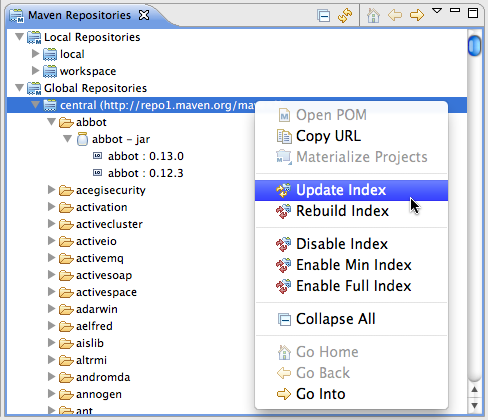 Maven Repositories
Local Repositories
local
workspace
Global Repositories
central (http://repo1.maven.org/mav
abbot
abbot – jar
abbot : 0.13.0
abbot : 0.12.3
acegisecurity
activation
activecluster
activeio
activemq
activesoap
activespace
adarwin
aelfred
aislib
altrmi
andromda
annogen
ant
Open POM
Copy URL
Materialize Projects
Update Index
Rebuild Index
Disable Index
Enable Min Index
Enable Full Index
Collapse All
Go Home
Go Back
Go Into